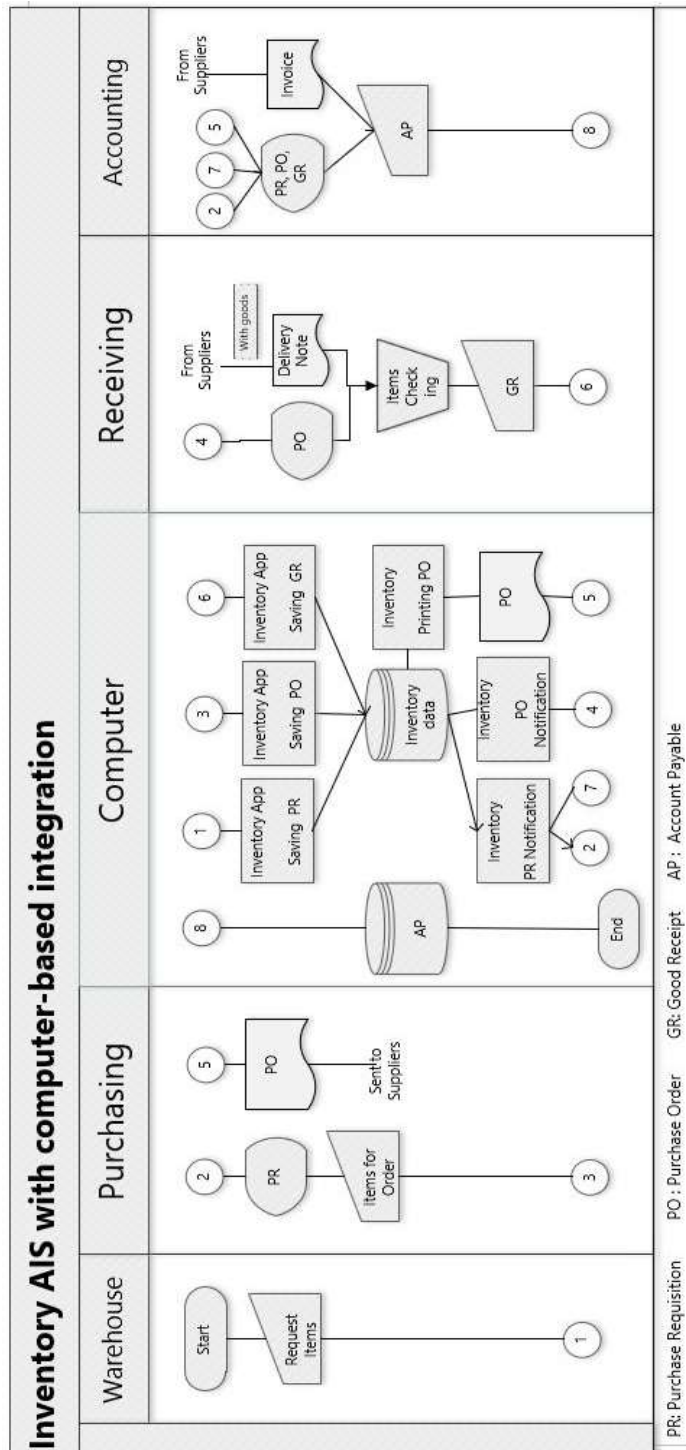 Inventory AIS with computer-based integration
Warehouse
Purchasing
Computer
Receiving
Accounting
Start
Request
Items
1
2
PR
Items for
Order
3
5
PO
Sent to
Suppliers
8
AP
End
1
Inventory App
Saving PR
3
Inventory App
Saving PO
6
Inventory App
Saving GR
Inventory
data
Inventory
Printing PO
Inventory
PR Notification
2
7
Inventory
PO
Notification
4
PO
5
4
PO
From
Suppliers
With goods
Delivery
Note
Items
Check
ing
GR
6
2
7
5
PR, PO,
GR
From
Suppliers
Invoice
AP
8
PR: Purchase Requisition PO : Purchase Order GR: Good Receipt AP : Account Payable